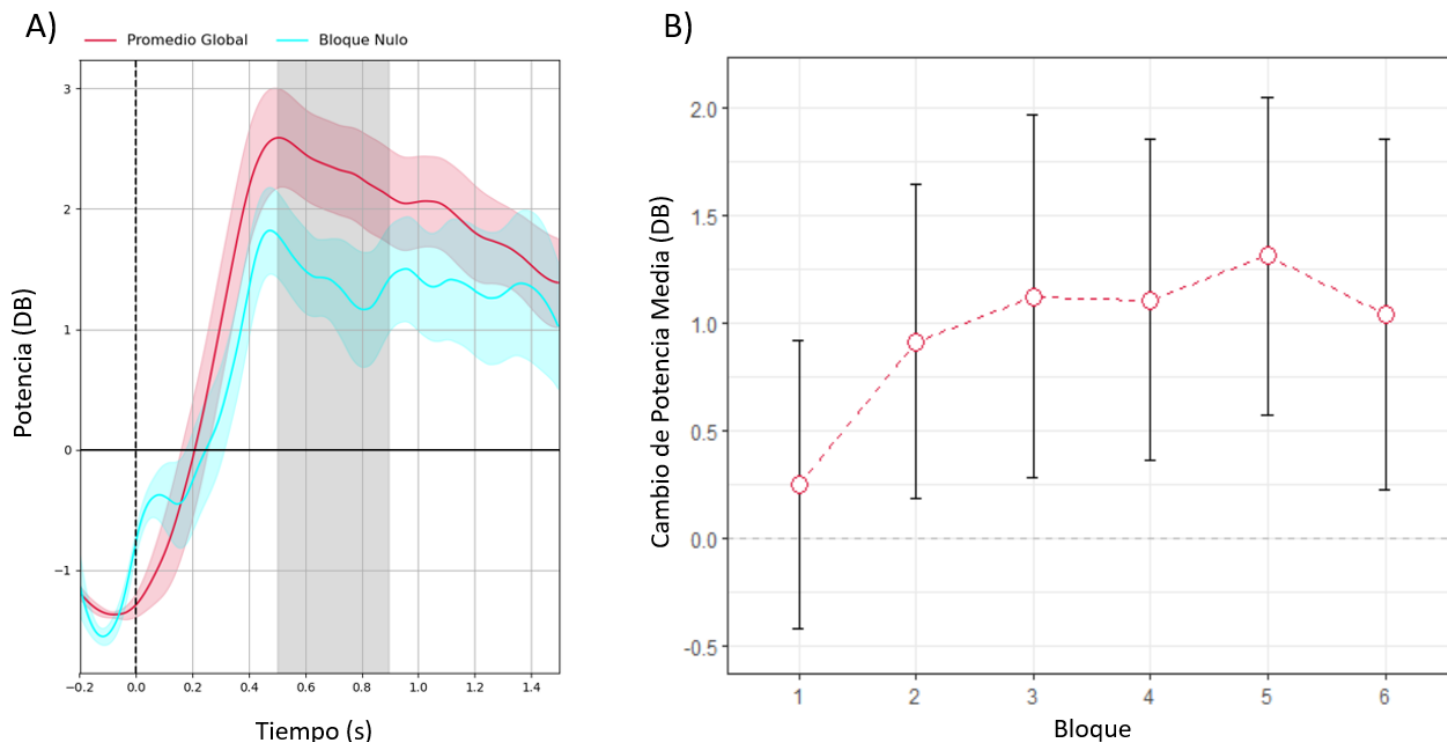 A)
Promedio Global
Bloque Nulo
Potencia (DB)
3
2
1
0
−1
−0.2 0.0 0.2 0.4 0.6 0.8 1.0 1.2 1.4
Tiempo (s)
B)
Cambio de Potencia Media (DB)
2.0
1.5
1.0
0.5
0.0
-0.5
1 2 3 4 5 6
Bloque